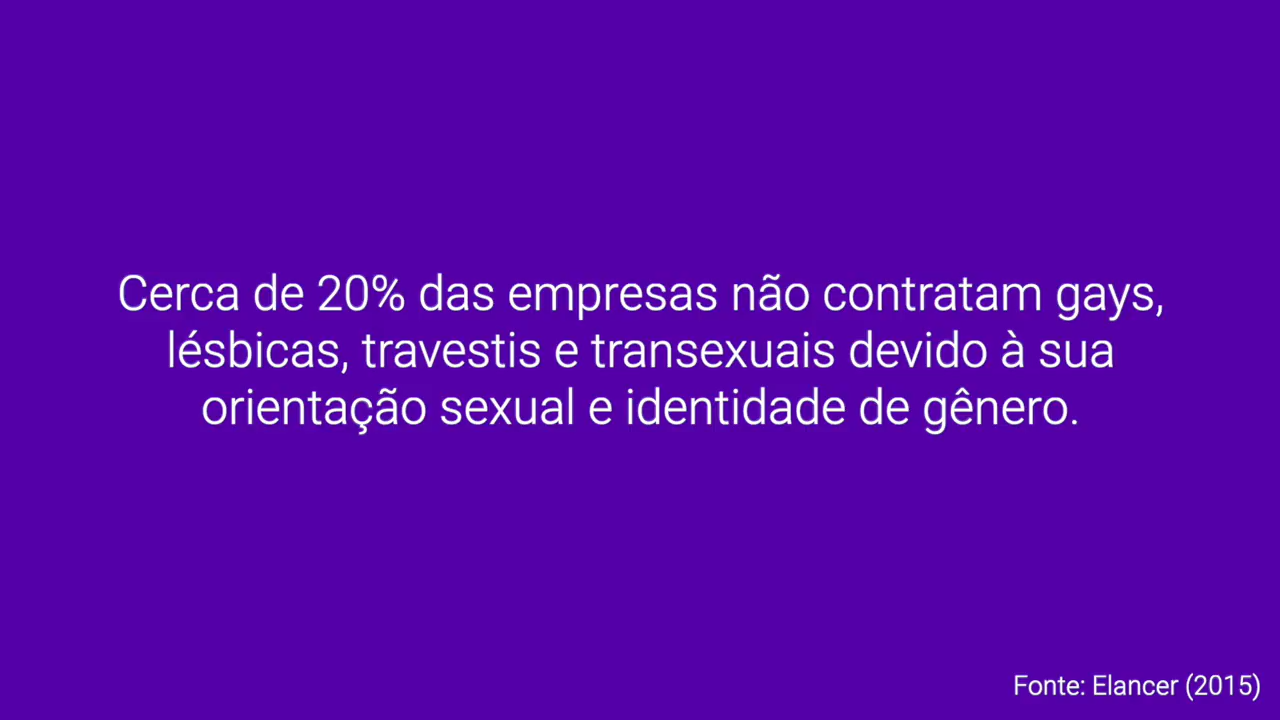 Cerca de 20% das empresas não contratam gays,
lésbicas, travestis e transexuais devido à sua
orientação sexual e identidade de gênero.
Fonte: Elancer (2015)